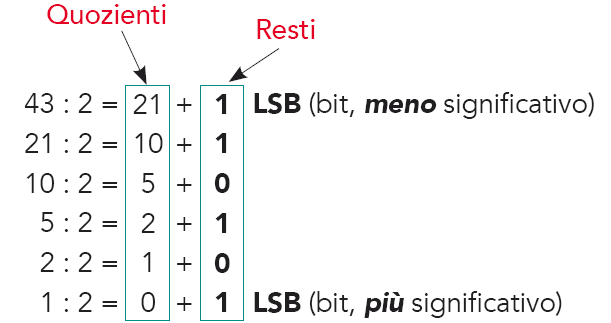 Quozienti
Resti
43 : 2 = 21 + 1 LSB (bit, meno significativo)
21 : 2 = 10 + 1
10 : 2 = 5 + 0
5 : 2 = 2 + 1
2 : 2 = 1 + 0
1 : 2 = 0 + 1 LSB (bit, più significativo)